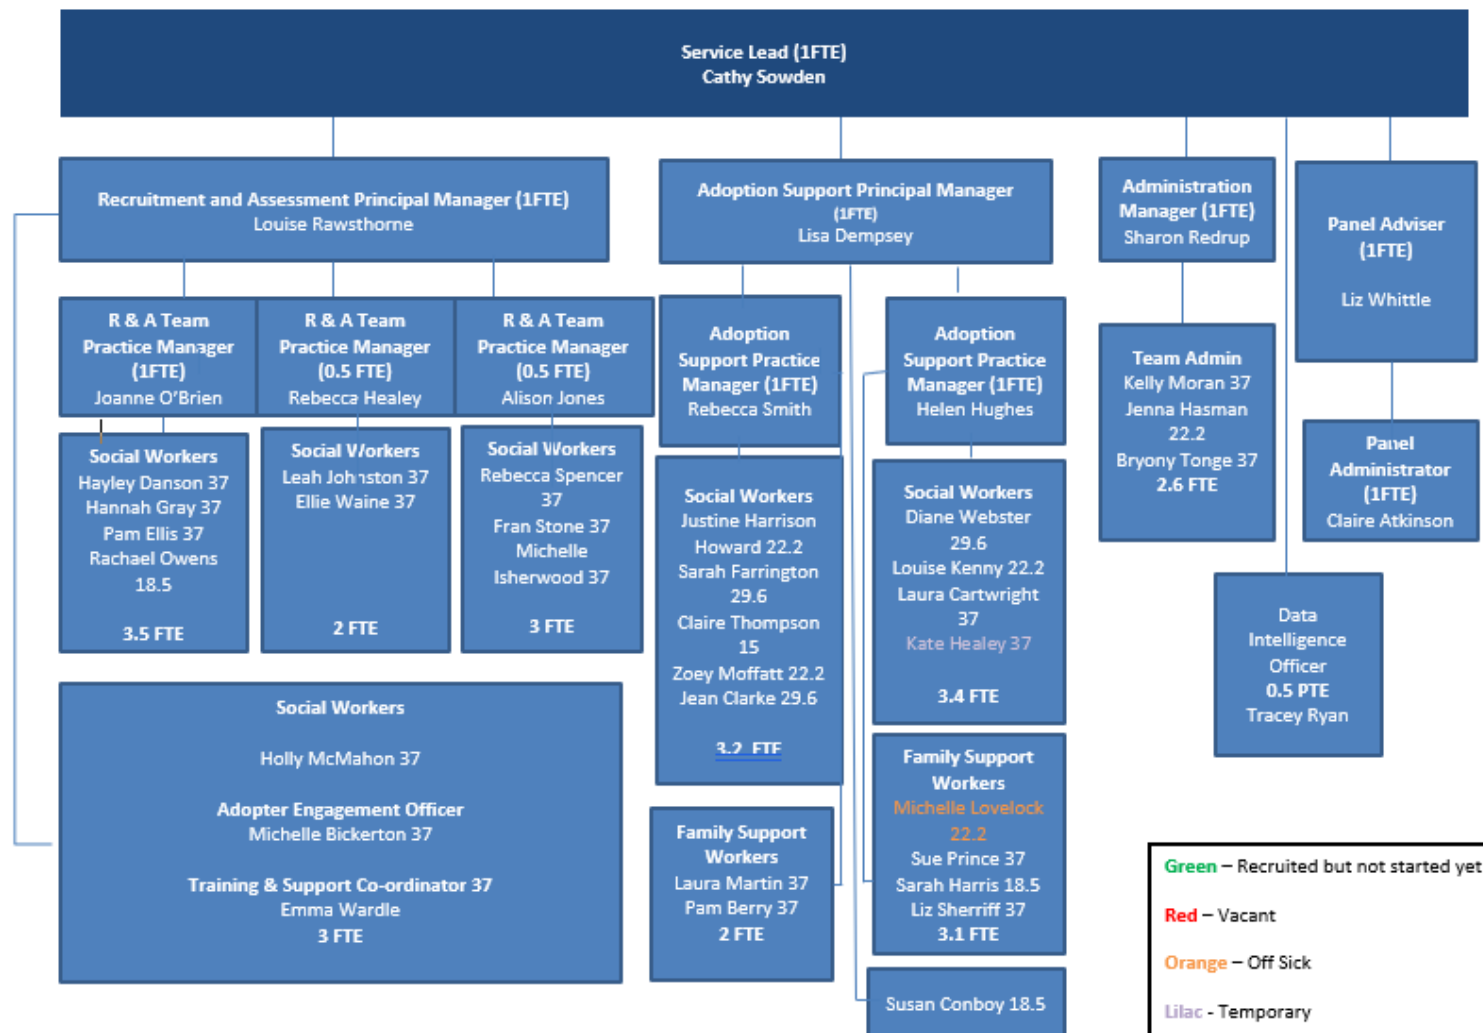 Service Lead (1FTE)
Cathy Sowden
Recruitment and Assessment Principal Manager (1FTE)
Louise Rawsthorne
Adoption Support Principal Manager
(1FTE)
Lisa Dempsey
Administration
Manager (1FTE)
Sharon Redrup
Panel Adviser
(1FTE)
Liz Whittle
R & A Team
Practice Manager
(1FTE)
Joanne O'Brien
R & A Team
Practice Manager
(0.5 FTE)
Rebecca Healey
R & A Team
Practice Manager
(0.5 FTE)
Alison Jones
Adoption
Support Practice
Manager (1FTE)
Rebecca Smith
Adoption
Support Practice
Manager (1FTE)
Helen Hughes
Team Admin
Kelly Moran 37
Jenna Hasman
22.2
Bryony Tonge 37
2.6 FTE
Panel
Administrator
(1FTE)
Claire Atkinson
Social Workers
Hayley Danson 37
Hannah Gray 37
Pam Ellis 37
Rachael Owens
18.5
3.5 FTE
Social Workers
Leah Johnston 37
Ellie Waine 37
2 FTE
Social Workers
Rebecca Spencer
37
Fran Stone 37
Michelle
Isherwood 37
3 FTE
Social Workers
Justine Harrison
Howard 22.2
Sarah Farrington
29.6
Claire Thompson
15
Zoey Moffatt 22.2
Jean Clarke 29.6
3.2 FTE
Social Workers
Diane Webster
29.6
Louise Kenny 22.2
Laura Cartwright
37
Kate Healey 37
3.4 FTE
Data
Intelligence
Officer
0.5 PTE
Tracey Ryan
Social Workers
Holly McMahon 37
Adopter Engagement Officer
Michelle Bickerton 37
Training & Support Co-ordinator 37
Emma Wardle
3 FTE
Family Support
Workers
Laura Martin 37
Pam Berry 37
2 FTE
Family Support
Workers
Michelle Lovelock
22.2
Sue Prince 37
Sarah Harris 18.5
Liz Sherriff 37
3.1 FTE
Susan Conboy 18.5
Green – Recruited but not started yet
Red – Vacant
Orange – Off Sick
Lilac - Temporary